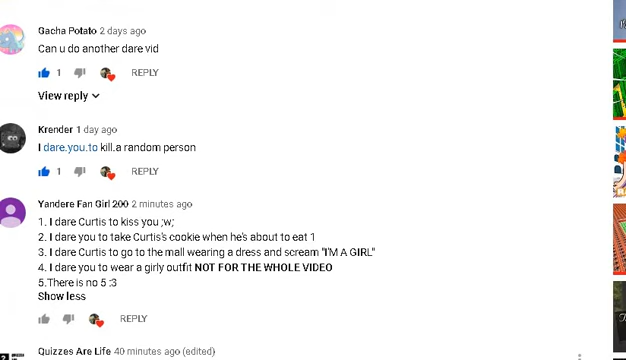 Gacha Potato 2 days ago
Can u do another dare vid
1 REPLY
View reply
Krender 1 day ago
I dare.you.to kill.a random person
1 REPLY
Yandere Fan Girl 200 2 minutes ago
1. I dare Curtis to kiss you ;w;
2. I dare you to take Curtis's cookie when he's about to eat 1
3. I dare Curtis to go to the mall wearing a dress and scream "I'M A GIRL"
4. I dare you to wear a girly outfit NOT FOR THE WHOLE VIDEO
5.There is no 5 :3
Show less
REPLY
Quizzes Are Life 40 minutes ago (edited)